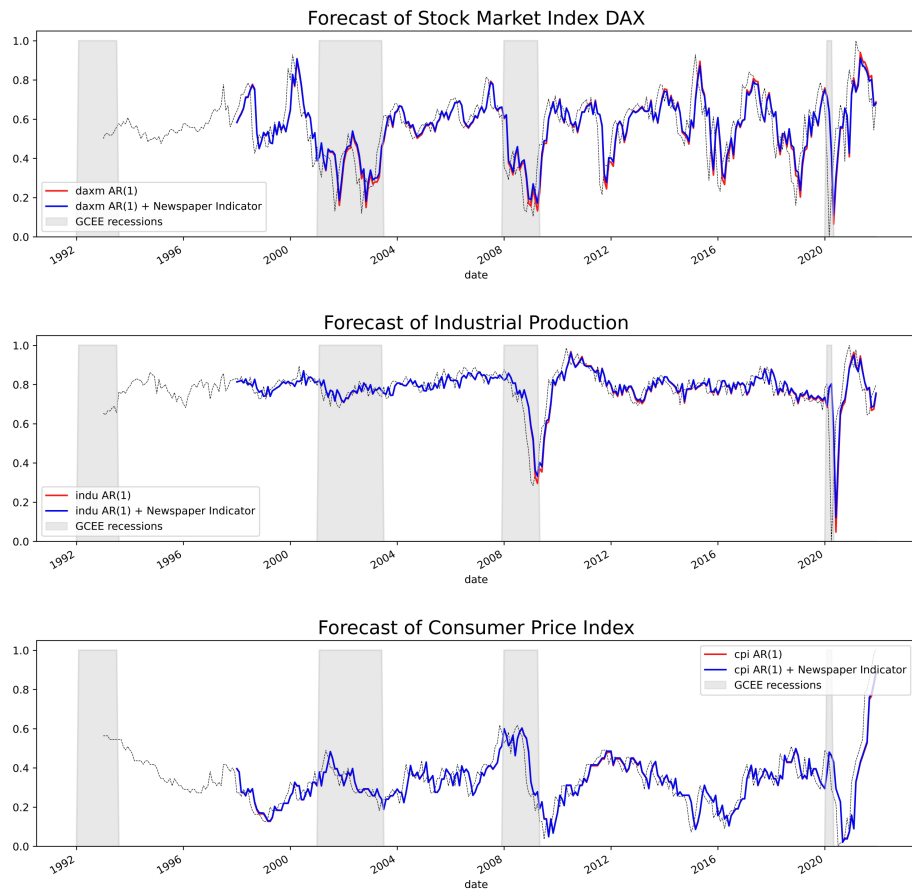 Forecast of Stock Market Index DAX
1.0
0.8
0.6
0.4
0.2
0.0
daxm AR(1)
daxm AR(1) + Newspaper Indicator
GCEE recessions
1992
1996
2000
2004
2008
2012
2016
2020
date
Forecast of Industrial Production
1.0
0.8
0.6
0.4
0.2
0.0
indu AR(1)
indu AR(1) + Newspaper Indicator
GCEE recessions
1992
1996
2000
2004
2008
2012
2016
2020
date
Forecast of Consumer Price Index
1.0
0.8
0.6
0.4
0.2
0.0
cpi AR(1)
cpi AR(1) + Newspaper Indicator
GCEE recessions
1992
1996
2000
2004
2008
2012
2016
2020
date